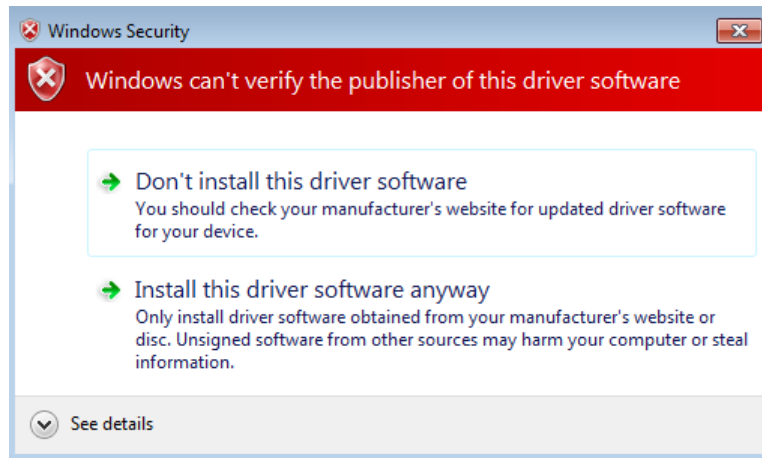 Windows Security
Windows can't verify the publisher of this driver software
Don't install this driver software
You should check your manufacturer's website for updated driver software
for your device.
Install this driver software anyway
Only install driver software obtained from your manufacturer's website or
disc. Unsigned software from other sources may harm your computer or steal
information.
See details